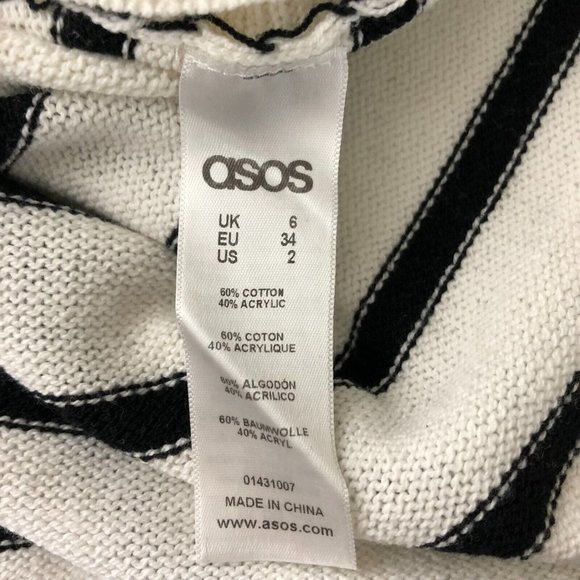 asos
UK 6
EU 34
US 2
60% COTTON
40% ACRYLIC
60% COTON
40% ACRYLIQUE
60% ALGODÓN
40% ACRILICO
60% BAUMWOLLE
40% ACRYL
01431007
MADE IN CHINA
www.asos.com